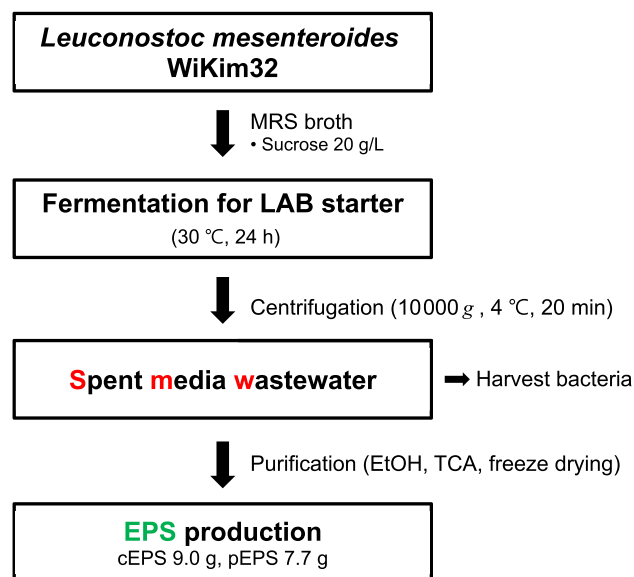 Leuconostoc mesenteroides
WiKim32
MRS broth
• Sucrose 20 g/L
Fermentation for LAB starter
(30 ℃, 24 h)
Centrifugation (10000 g , 4 ℃, 20 min)
Spent media wastewater
Harvest bacteria
Purification (EtOH, TCA, freeze drying)
EPS production
cEPS 9.0 g, pEPS 7.7 g